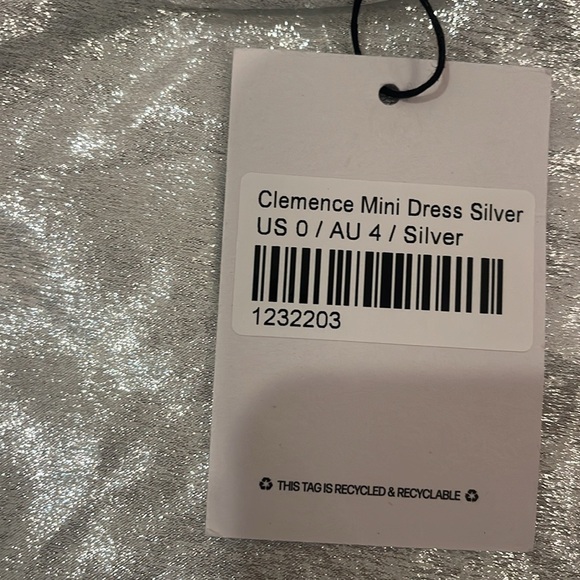 Clemence Mini Dress Silver
US 0 / AU 4 / Silver
1232203
♻ THIS TAG IS RECYCLED & RECYCLABLE ♻